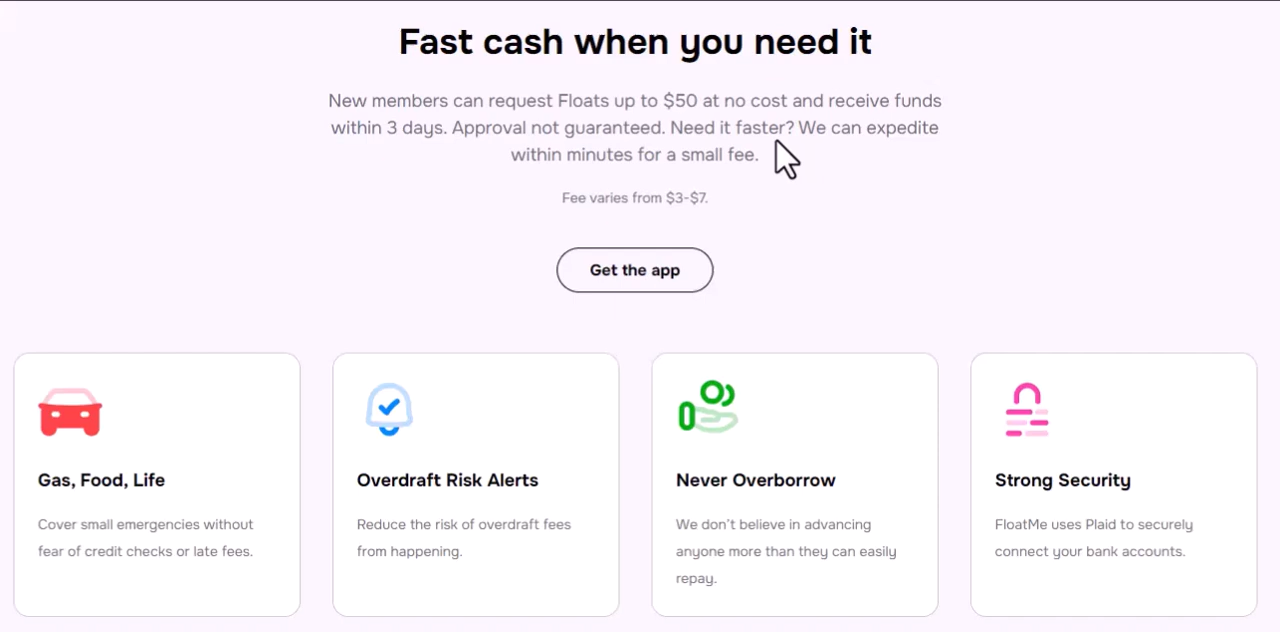 Fast cash when you need it
New members can request Floats up to $50 at no cost and receive funds
within 3 days. Approval not guaranteed. Need it faster? We can expedite
within minutes for a small fee.
Fee varies from $3-$7.
Get the app
Gas, Food, Life
Cover small emergencies without
fear of credit checks or late fees.
Overdraft Risk Alerts
Reduce the risk of overdraft fees
from happening.
Never Overborrow
We don't believe in advancing
anyone more than they can easily
repay.
Strong Security
FloatMe uses Plaid to securely
connect your bank accounts.